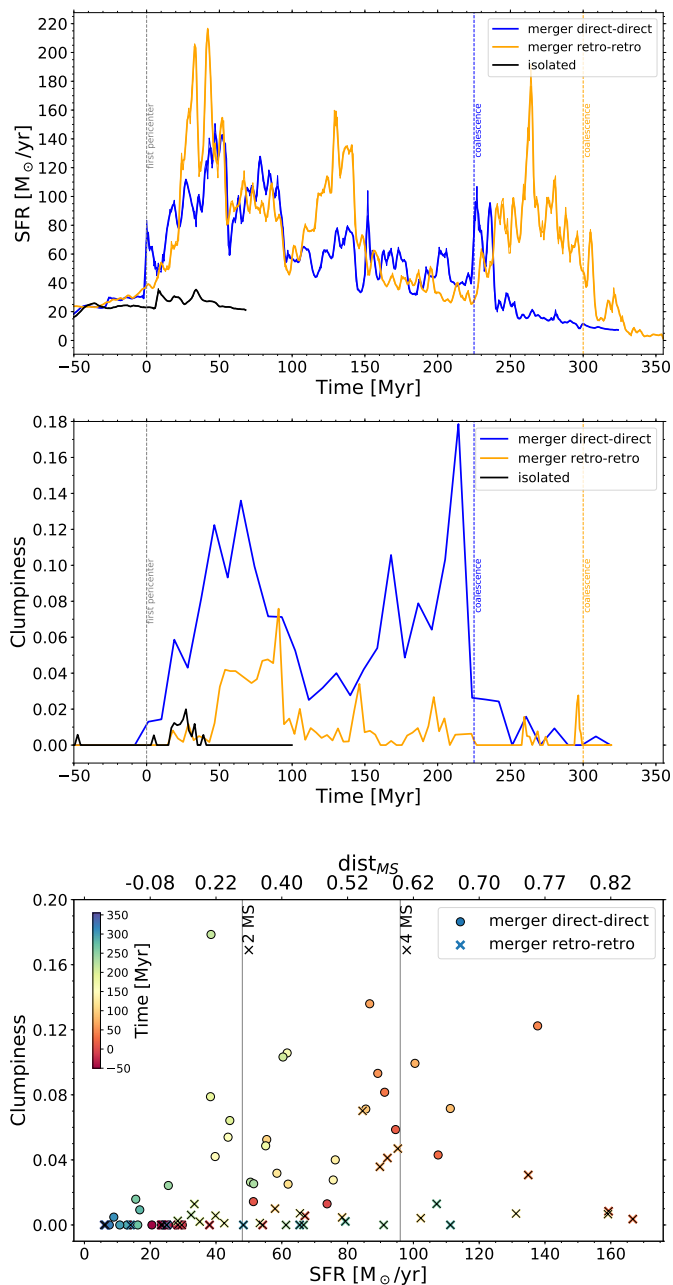 220
200
180
160
140
120
100
80
60
40
20
0
SFR [M⊙/yr]
merger direct-direct
merger retro-retro
isolated
first pericenter
coalescence
coalescence
−50 0 50 100 150 200 250 300 350
Time [Myr]
0.18
0.16
0.14
0.12
0.10
0.08
0.06
0.04
0.02
0.00
Clumpiness
merger direct-direct
merger retro-retro
isolated
first pericenter
coalescence
coalescence
−50 0 50 100 150 200 250 300 350
Time [Myr]
dist_MS
-0.08 0.22 0.40 0.52 0.62 0.70 0.77 0.82
0.20
0.16
0.12
0.08
0.04
0.00
Clumpiness
350
300
250
200
150
100
50
0
−50
Time [Myr]
×2 MS
×4 MS
merger direct-direct
merger retro-retro
0 20 40 60 80 100 120 140 160
SFR [M⊙/yr]